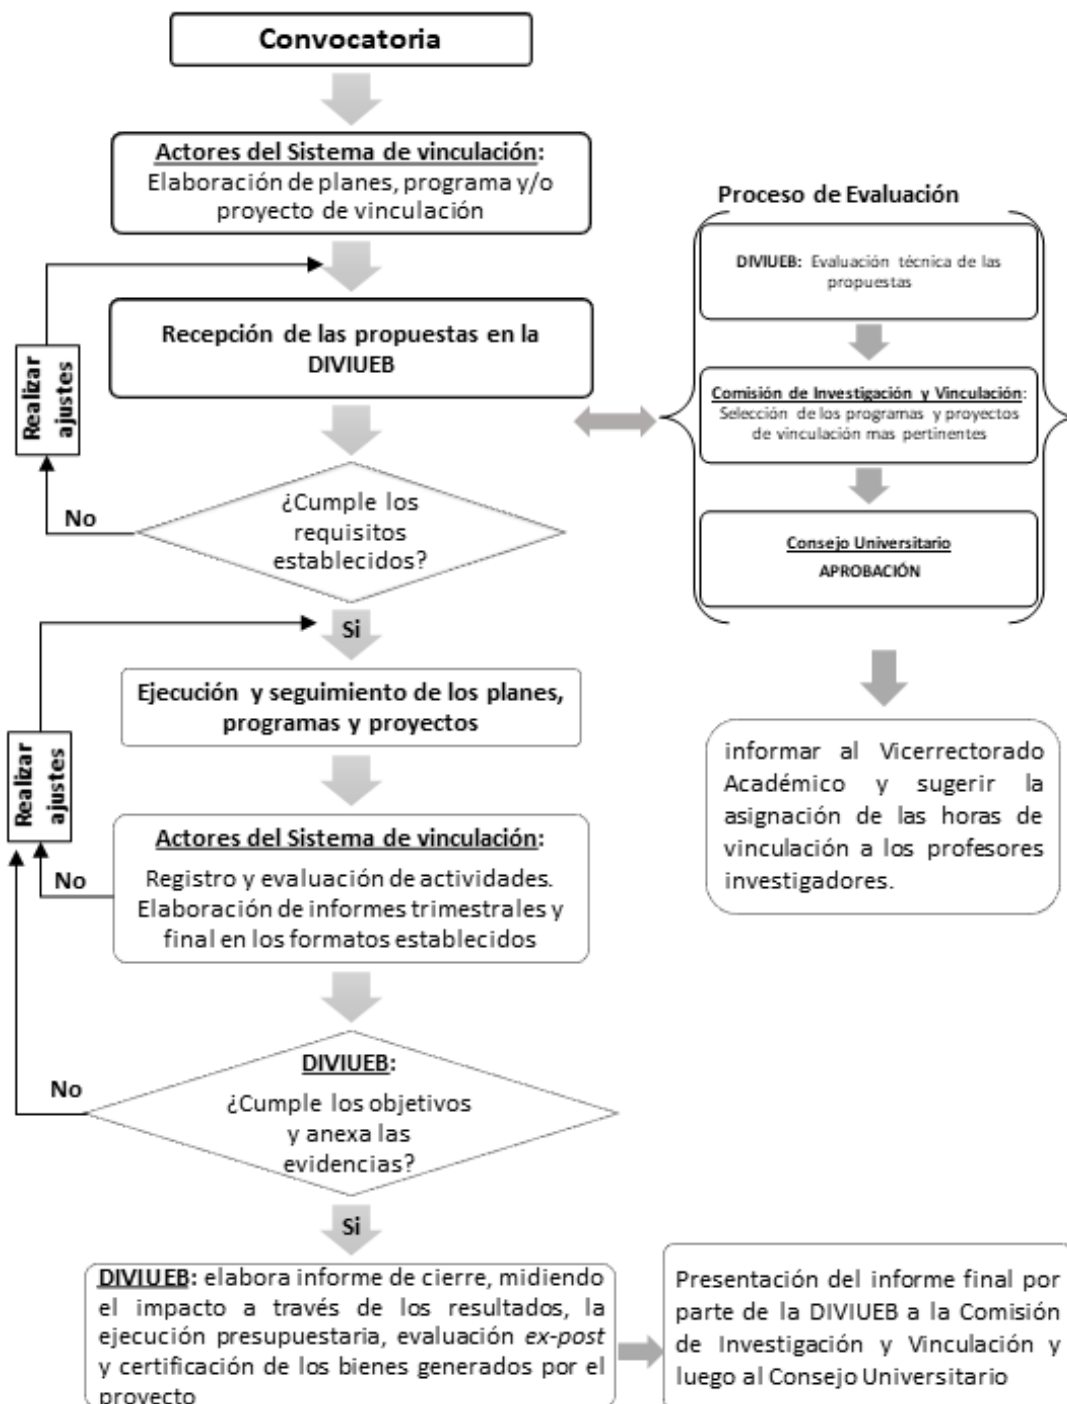 Convocatoria
Actores del Sistema de vinculación:
Elaboración de planes, programa y/o
proyecto de vinculación
Proceso de Evaluación
DIVIUEB: Evaluación técnica de las
propuestas
Recepción de las propuestas en la
DIVIUEB
Realizar
ajustes
Comisión de Investigación y Vinculación:
Selección de los programas y proyectos
de vinculación mas pertinentes
No
¿Cumple los
requisitos
establecidos?
Consejo Universitario
APROBACIÓN
Si
Ejecución y seguimiento de los planes,
programas y proyectos
Realizar
ajustes
informar al Vicerrectorado
Académico y sugerir la
asignación de las horas de
vinculación a los profesores
investigadores.
Actores del Sistema de vinculación:
Registro y evaluación de actividades.
Elaboración de informes trimestrales y
final en los formatos establecidos
No
DIVIUEB:
¿Cumple los objetivos
y anexa las
evidencias?
No
Si
DIVIUEB: elabora informe de cierre, midiendo
el impacto a través de los resultados, la
ejecución presupuestaria, evaluación ex-post
y certificación de los bienes generados por el
proyecto
Presentación del informe final por
parte de la DIVIUEB a la Comisión
de Investigación y Vinculación y
luego al Consejo Universitario